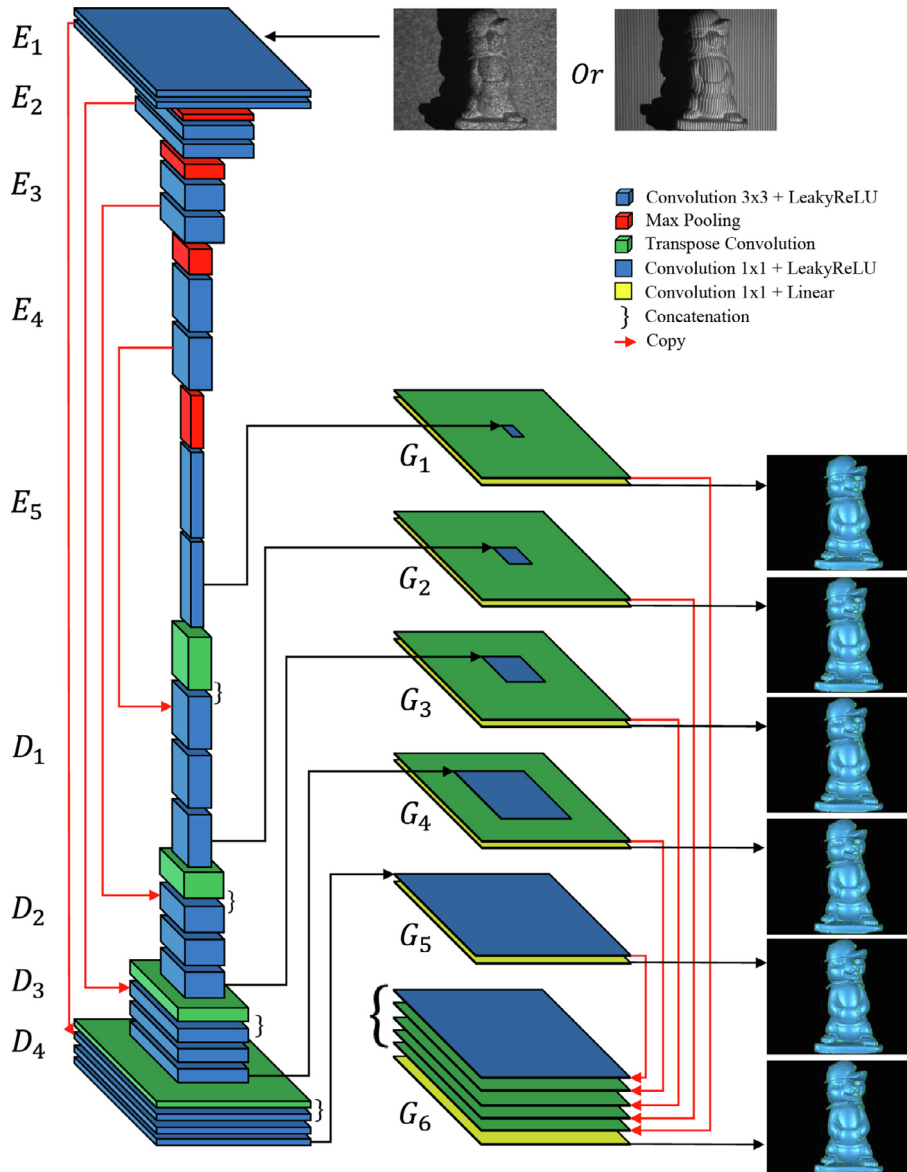 E₁
Or
E₂
E₃
Convolution 3x3 + LeakyReLU
Max Pooling
Transpose Convolution
Convolution 1x1 + LeakyReLU
Convolution 1x1 + Linear
} Concatenation
Copy
E₄
G₁
E₅
G₂
G₃
}
D₁
G₄
D₂
}
G₅
D₃
}
{
D₄
}
G₆